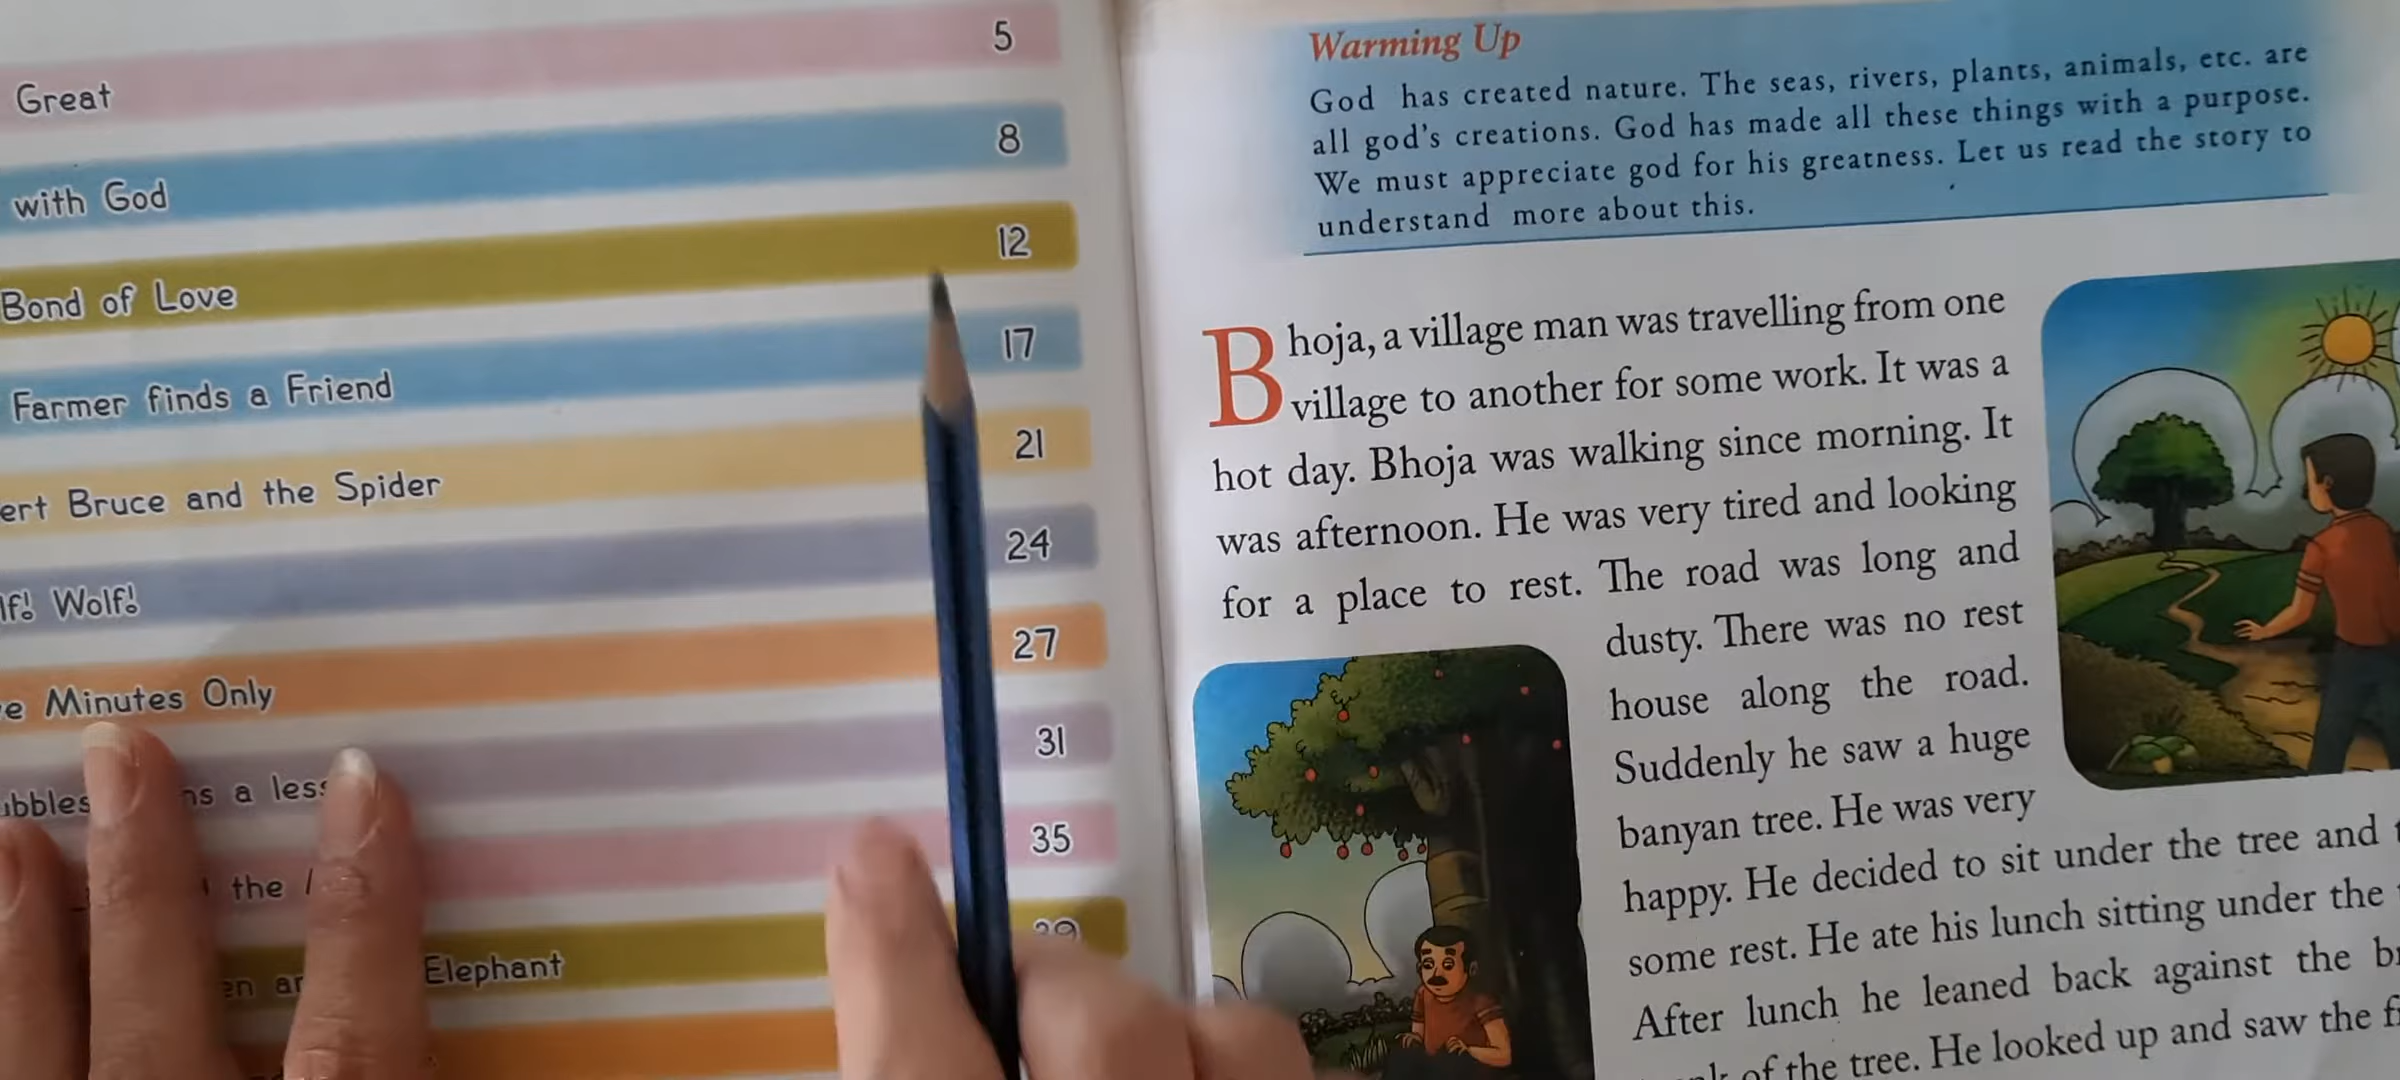 5
Great
8
with God
12
Bond of Love
17
Farmer finds a Friend
21
ert Bruce and the Spider
24
lf! Wolf!
27
e Minutes Only
31
a
35
the
39
Elephant
Warming Up
God has created nature. The seas, rivers, plants, animals, etc. are
all god's creations. God has made all these things with a purpose.
We must appreciate god for his greatness. Let us read the story to
understand more about this.
Bhoja, a village man was travelling from one
village to another for some work. It was a
hot day. Bhoja was walking since morning. It
was afternoon. He was very tired and looking
for a place to rest. The road was long and
dusty. There was no rest
house along the road.
Suddenly he saw a huge
banyan tree. He was very
happy. He decided to sit under the tree and
some rest. He ate his lunch sitting under the
After lunch he leaned back against the
of the tree. He looked up and saw the